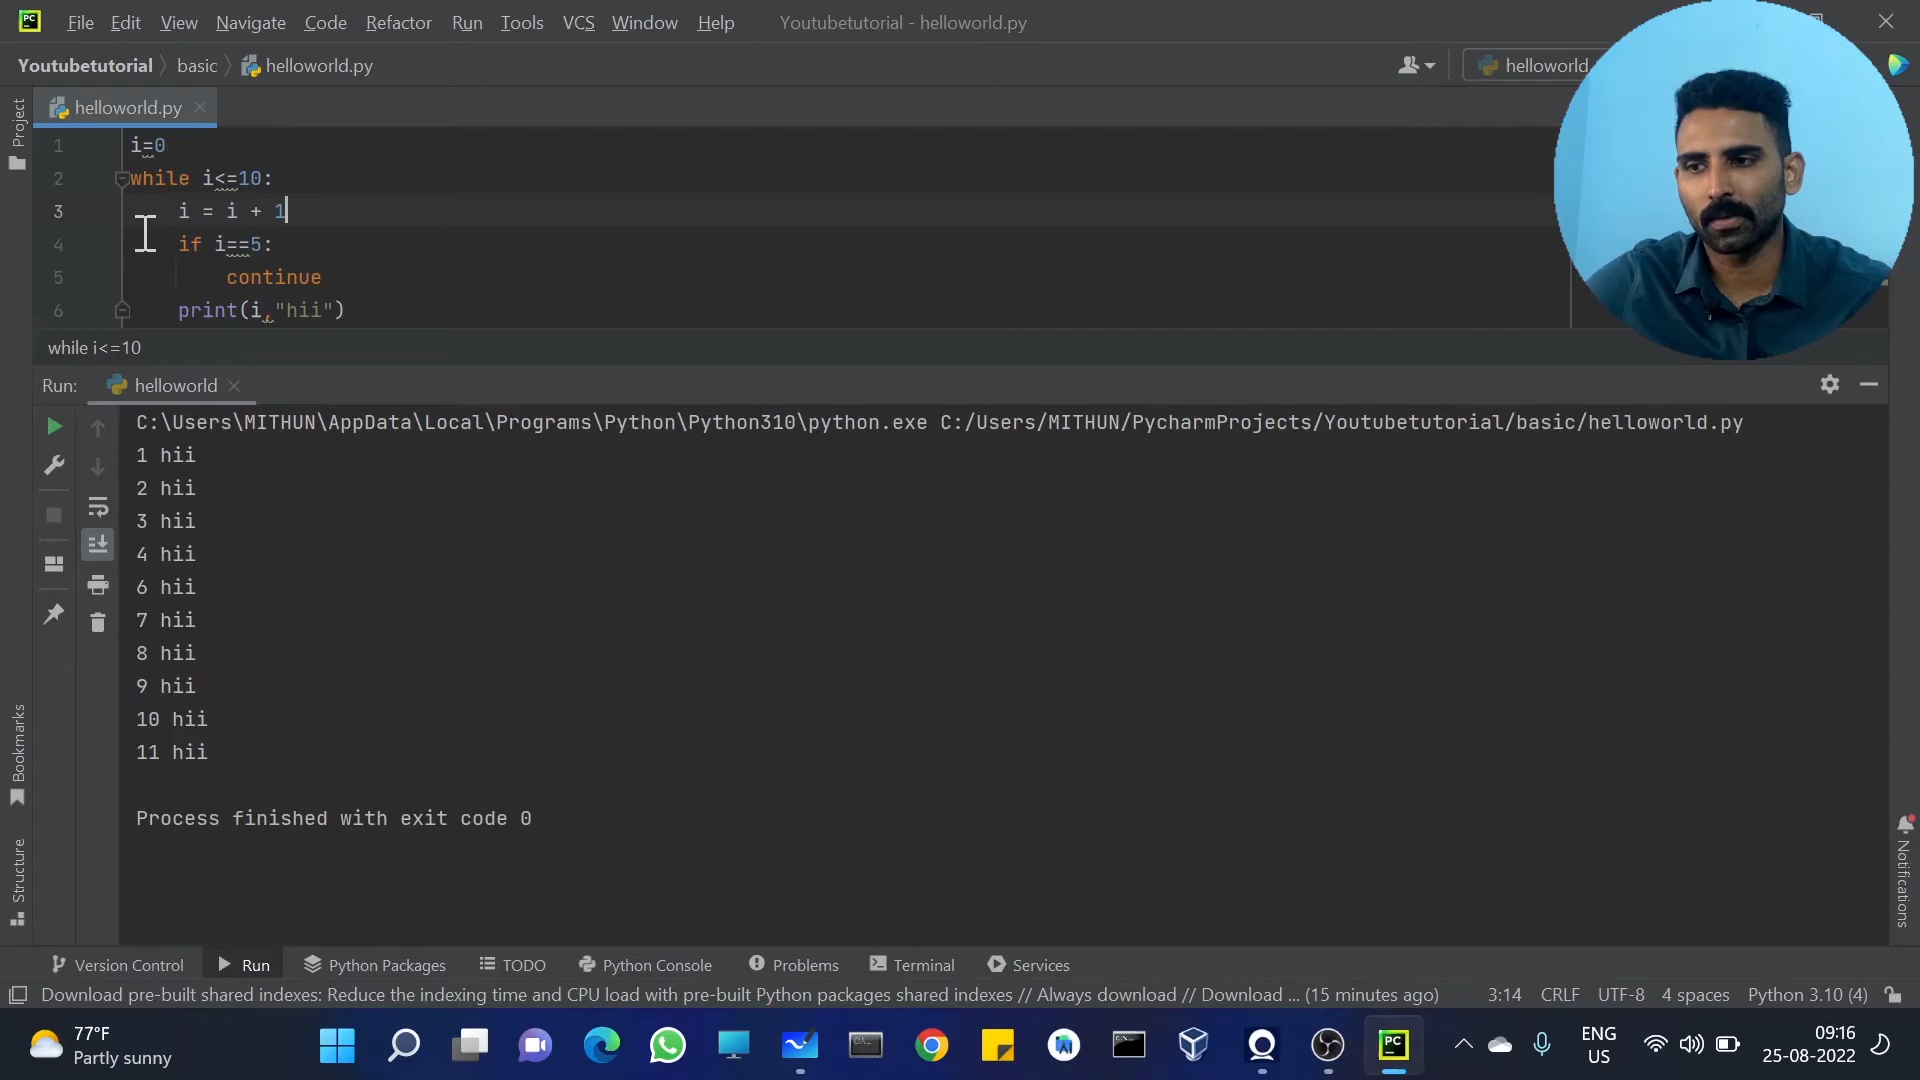 PC File Edit View Navigate Code Refactor Run Tools VCS Window Help Youtubetutorial - helloworld.py
Youtubetutorial basic helloworld.py helloworld
Project
helloworld.py
1 i=0
2 while i<=10:
3 i = i + 1
4 if i==5:
5 continue
6 print(i,"hii")
while i<=10
Run: helloworld
C:\Users\MITHUN\AppData\Local\Programs\Python\Python310\python.exe C:/Users/MITHUN/PycharmProjects/Youtubetutorial/basic/helloworld.py
1 hii
2 hii
3 hii
4 hii
6 hii
7 hii
8 hii
9 hii
10 hii
11 hii
Process finished with exit code 0
Bookmarks
Structure
Notifications
Version Control Run Python Packages TODO Python Console Problems Terminal Services
Download pre-built shared indexes: Reduce the indexing time and CPU load with pre-built Python packages shared indexes // Always download // Download ... (15 minutes ago) 3:14 CRLF UTF-8 4 spaces Python 3.10 (4)
77°F
Partly sunny
PC
ENG
US
09:16
25-08-2022